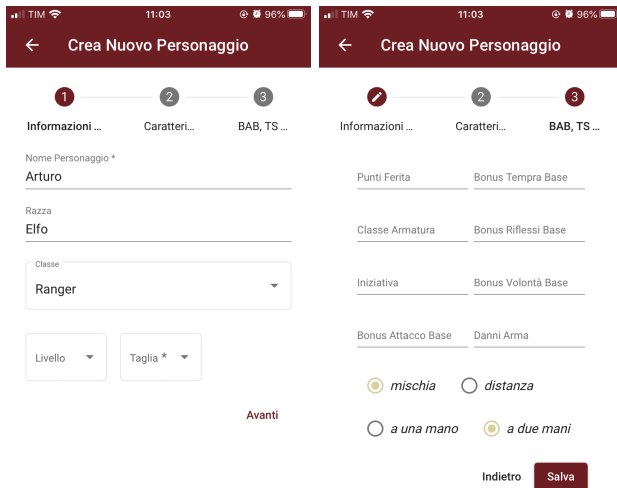 TIM 11:03 96%
Crea Nuovo Personaggio
1 2 3
Informazioni ... Caratteri... BAB, TS ...
Nome Personaggio *
Arturo
Razza
Elfo
Classe
Ranger
Livello Taglia *
Avanti
TIM 11:03 96%
Crea Nuovo Personaggio
2 3
Informazioni ... Caratteri... BAB, TS ...
Punti Ferita Bonus Tempra Base
Classe Armatura Bonus Riflessi Base
Iniziativa Bonus Volontà Base
Bonus Attacco Base Danni Arma
mischia distanza
a una mano a due mani
Indietro Salva